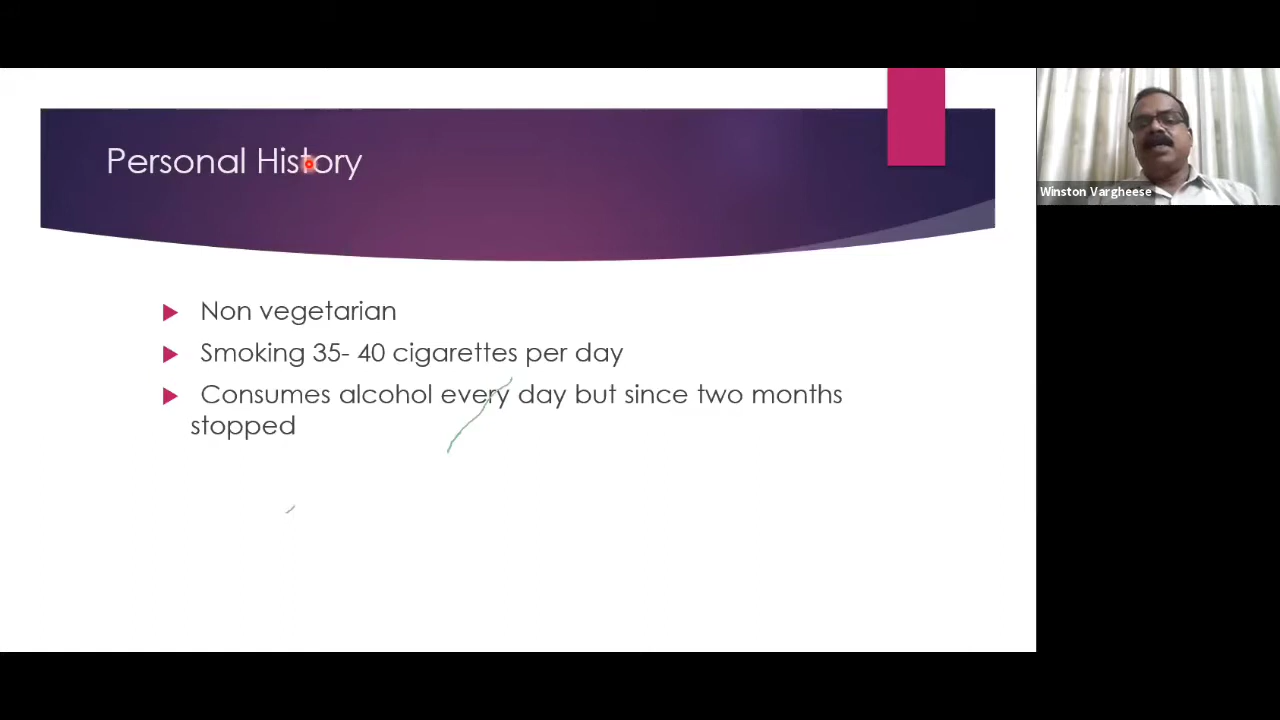 Personal History
Winston Vargheese
Non vegetarian
Smoking 35- 40 cigarettes per day
Consumes alcohol every day but since two months
stopped